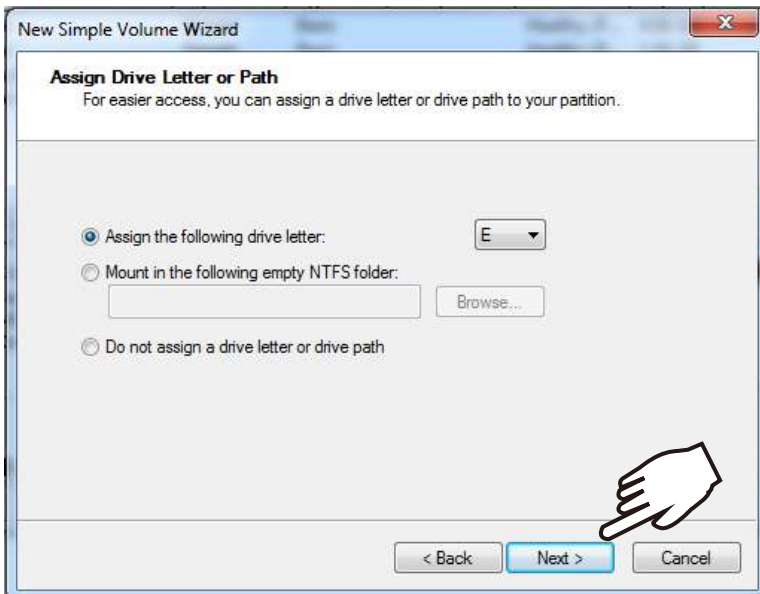 New Simple Volume Wizard
Assign Drive Letter or Path
For easier access, you can assign a drive letter or drive path to your partition.
Assign the following drive letter: E
Mount in the following empty NTFS folder:
Browse...
Do not assign a drive letter or drive path
< Back Next > Cancel